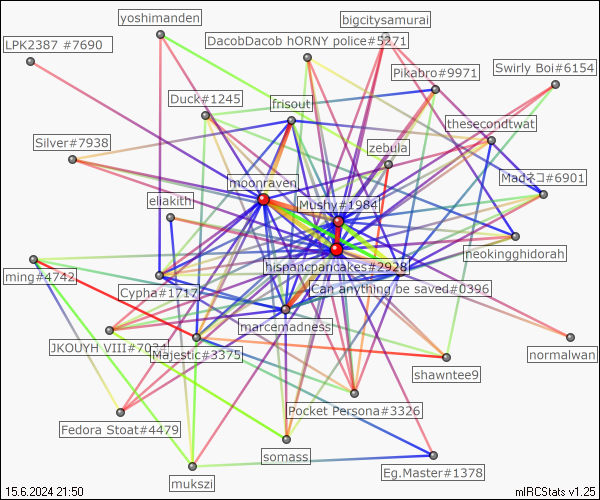 yoshimanden
bigcitysamurai
LPK2387 #7690
DacobDacob hORNY police#5271
Swirly Boi#6154
Pikabro#9971
Duck#1245
frisout
thesecondtwat
Silver#7938
zebula
moonraven
Madネコ#6901
eliakith
Mushy#1984
neokingghidorah
hispancpancakes#2928
ming#4742
Can anything be saved#0396
Cypha#1717
marcemadness
JKOUYH VIII#7034
Majestic#3375
normalwan
shawntee9
Pocket Persona#3326
Fedora Stoat#4479
somass
Eg.Master#1378
mukszi
15.6.2024 21:50
mIRCStats v1.25